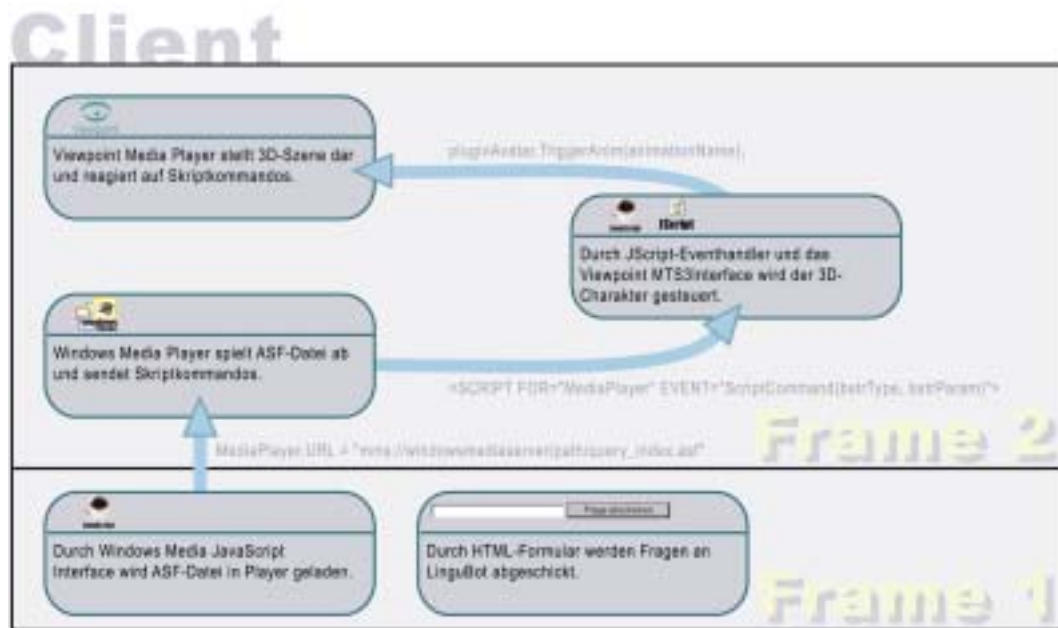 Client
viewpoint
Viewpoint Media Player stellt 3D-Szene dar
und reagiert auf Skriptkommandos.
pluginAvatar.TriggerAnim(animationName);
JScript
Durch JScript-Eventhandler und das
Viewpoint MTS3Interface wird der 3D-
Charakter gesteuert.
Windows Media Player spielt ASF-Datei ab
und sendet Skriptkommandos.
<SCRIPT FOR="MediaPlayer" EVENT="ScriptCommand(bstrType, bstrParam)">
Frame 2
MediaPlayer.URL = "mms://windowsmediaserver/path/query_index.asf"
Durch Windows Media JavaScript
Interface wird ASF-Datei in Player geladen.
Durch HTML-Formular werden Fragen an
LinguBot abgeschickt.
Frame 1